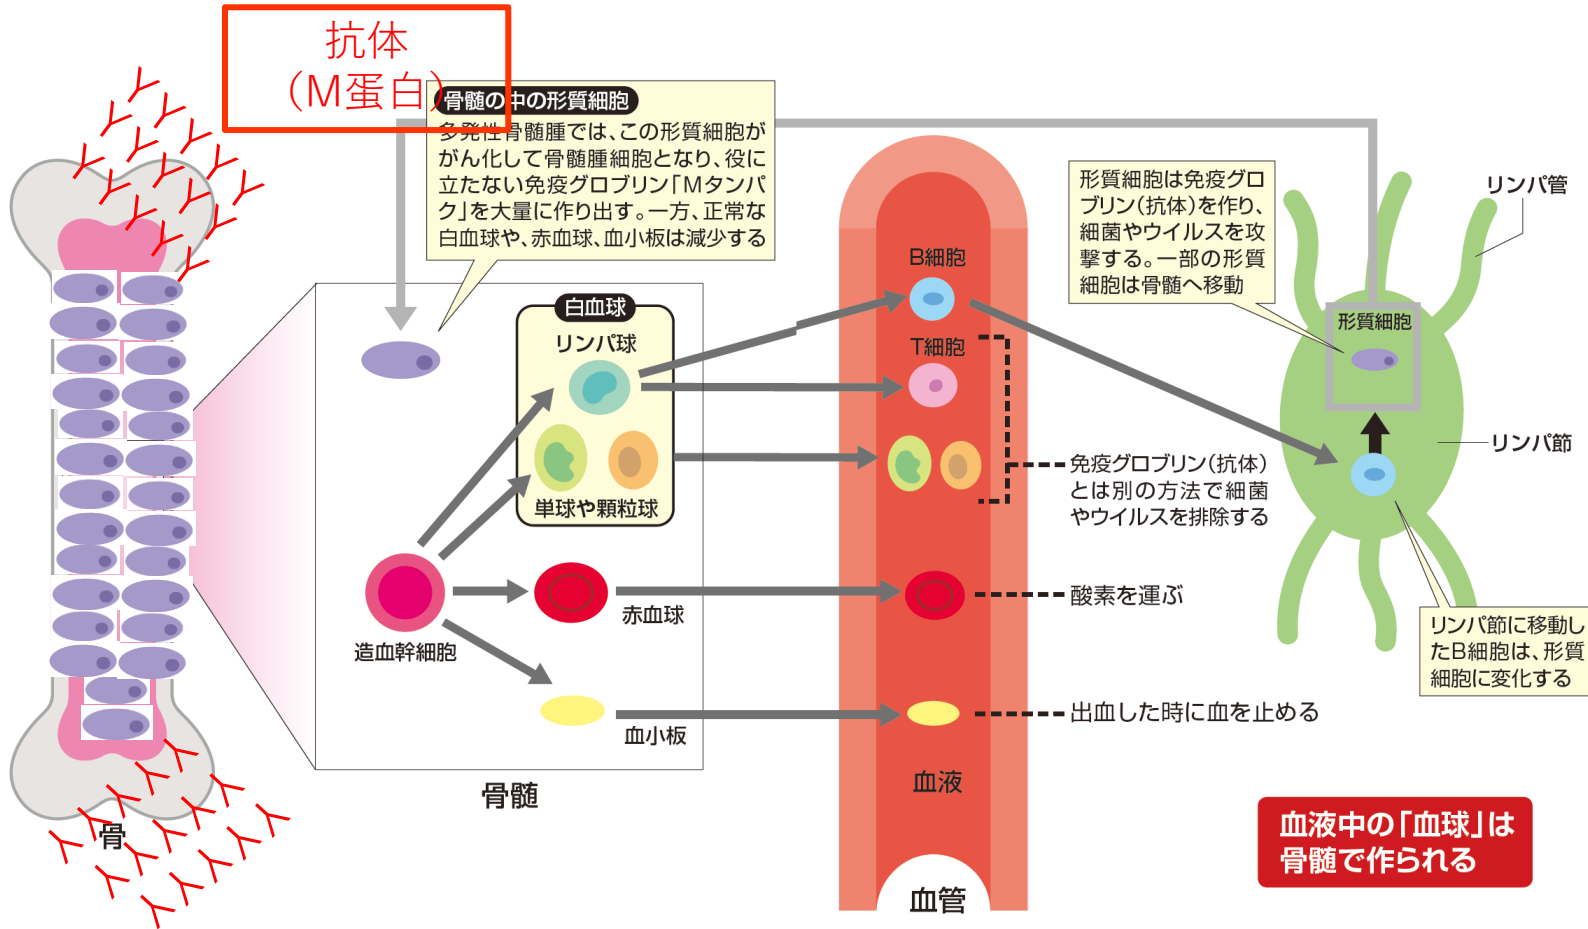 抗体
（M蛋白）
骨髄の中の形質細胞
多発性骨髄腫では、この形質細胞が
がん化して骨髄腫細胞となり、役に
立たない免疫グロブリン「Mタンパ
ク」を大量に作り出す。一方、正常な
白血球や、赤血球、血小板は減少する
白血球
リンパ球
単球や顆粒球
造血幹細胞
赤血球
血小板
骨髄
骨
B細胞
T細胞
血液
血管
形質細胞は免疫グロ
ブリン（抗体）を作り、
細菌やウイルスを攻
撃する。一部の形質
細胞は骨髄へ移動
リンパ管
形質細胞
リンパ節
免疫グロブリン（抗体）
とは別の方法で細菌
やウイルスを排除する
酸素を運ぶ
リンパ節に移動し
たB細胞は、形質
細胞に変化する
出血した時に血を止める
血液中の「血球」は
骨髄で作られる